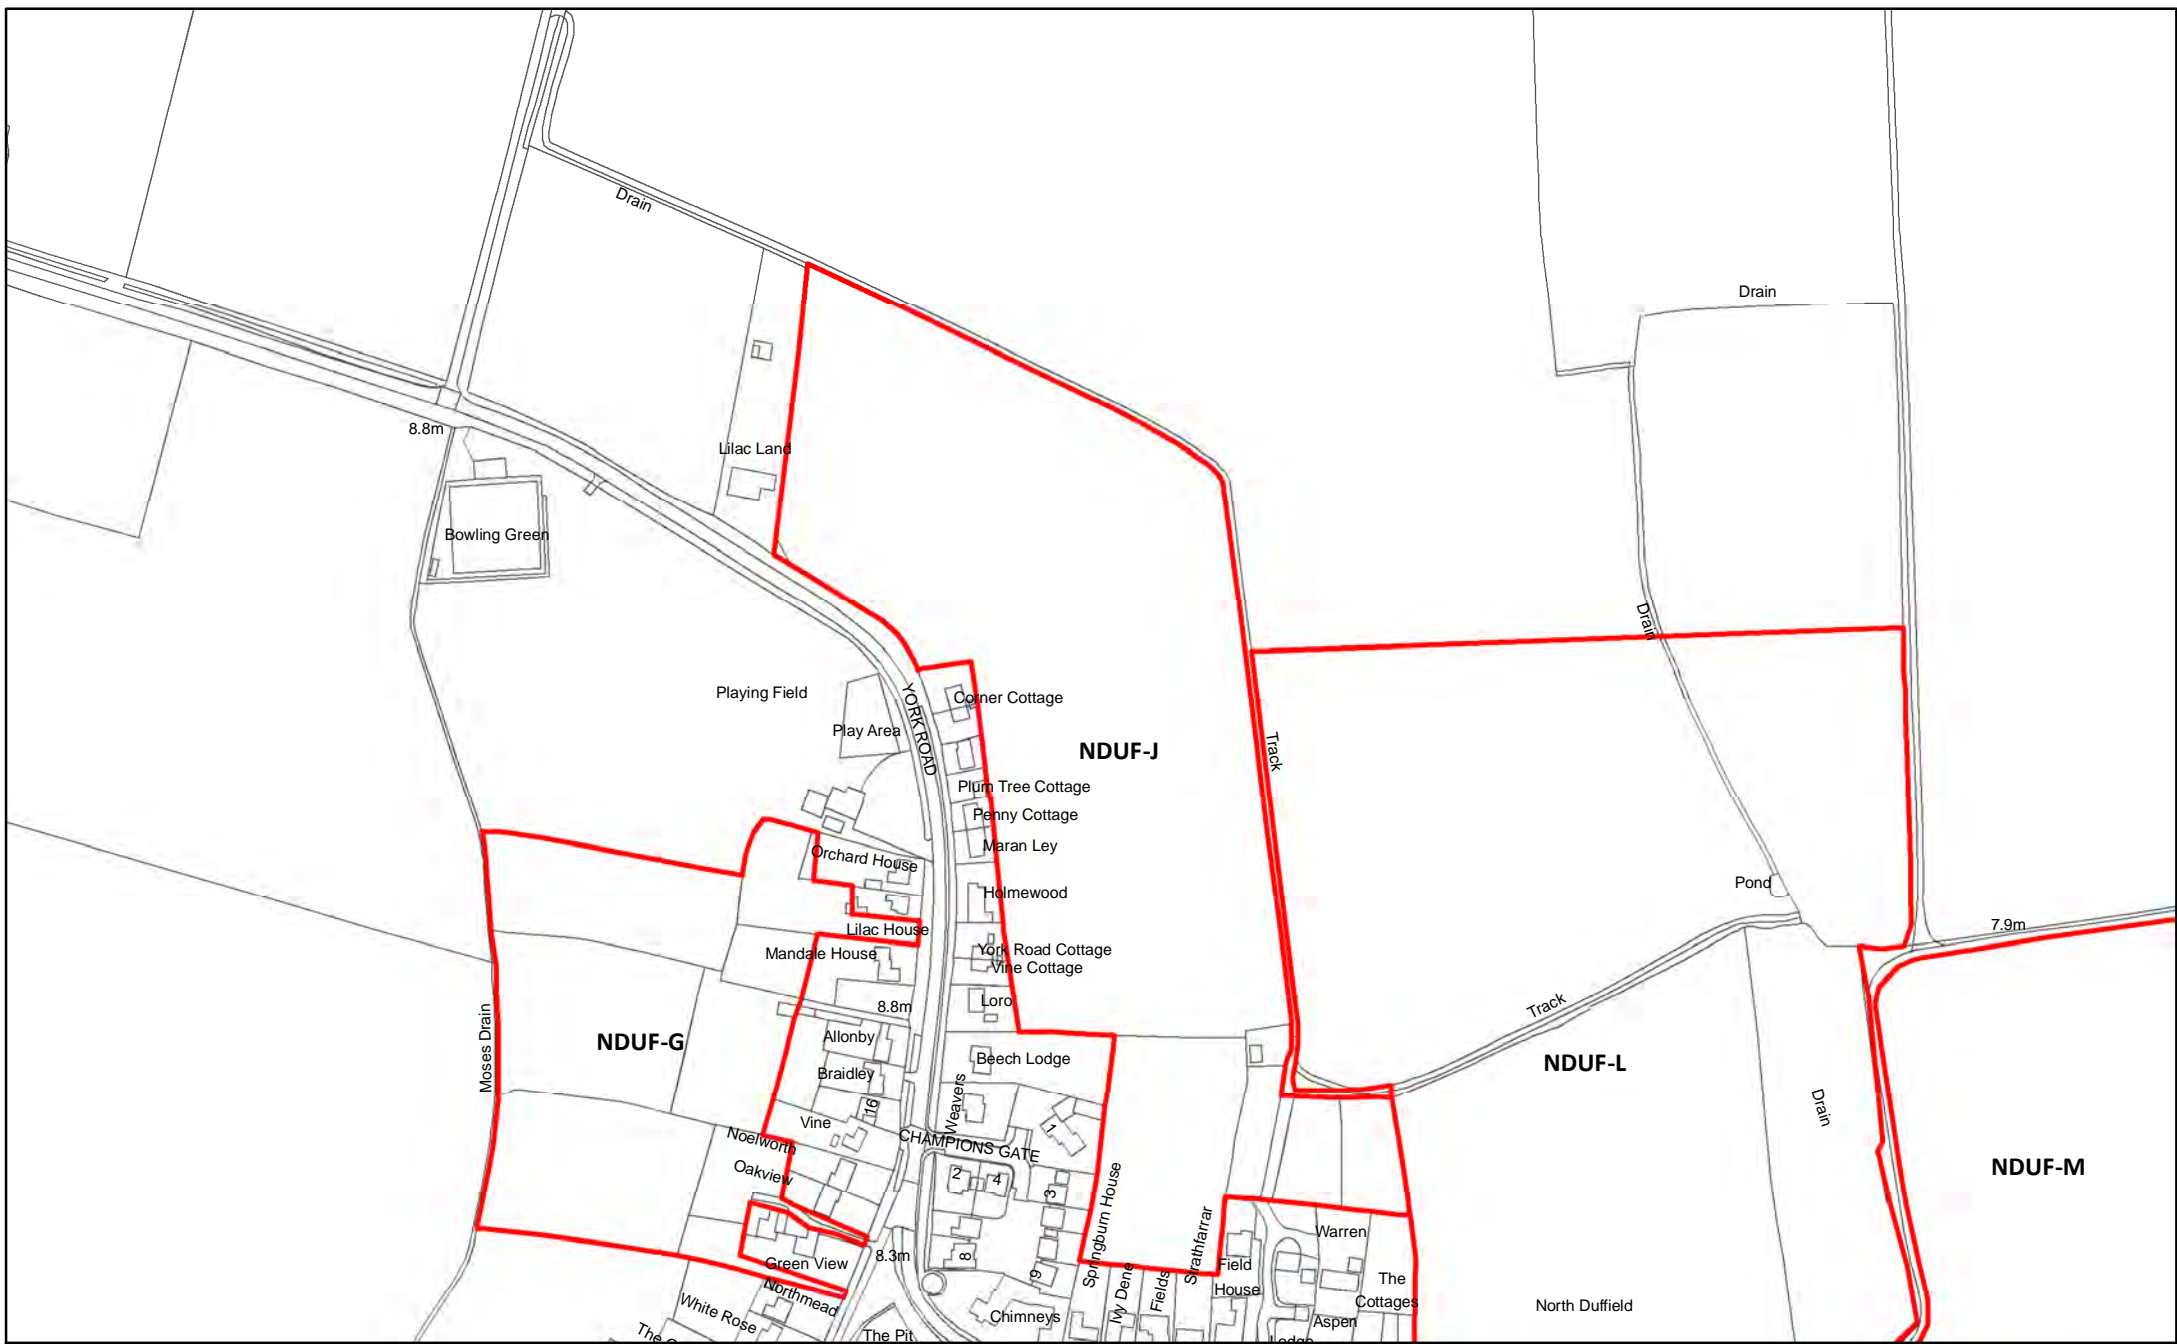 Drain
Drain
8.8m
Lilac Land
Bowling Green
Drain
Playing Field
Corner Cottage
YORK ROAD
Play Area
NDUF-J
Track
Plum Tree Cottage
Penny Cottage
Maran Ley
Orchard House
Pond
Holmewood
Lilac House
7.9m
Mandale House
York Road Cottage
Vine Cottage
8.8m
Loro
Track
Moses Drain
NDUF-G
Allonby
Beech Lodge
NDUF-L
Braidley
Weavers
16
Drain
Vine
1
Noelworth
CHAMPIONS GATE
NDUF-M
Oakview
2
4
3
Springburn House
Strathfarrar
Warren
8.3m
8
Green View
9
Ivy Dene
Fields
Field
House
The
Cottages
Northmead
White Rose
Chimneys
North Duffield
The Pit
Aspen
Lodge